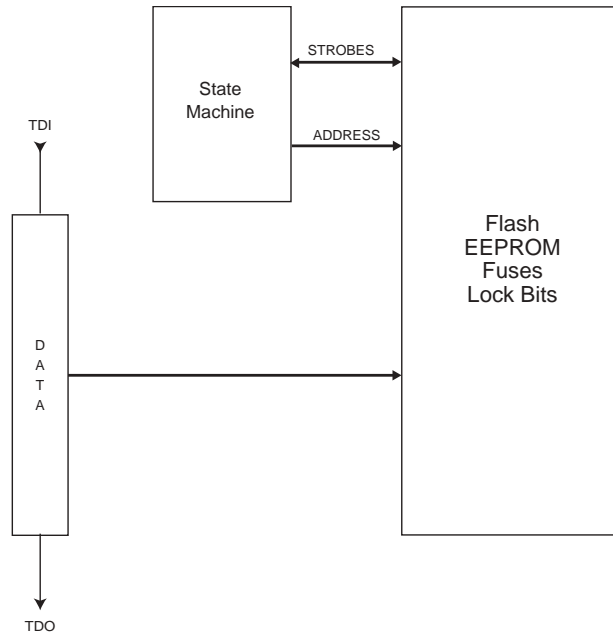 STROBES
State
Machine
ADDRESS
TDI
Flash
EEPROM
Fuses
Lock Bits
D
A
T
A
TDO